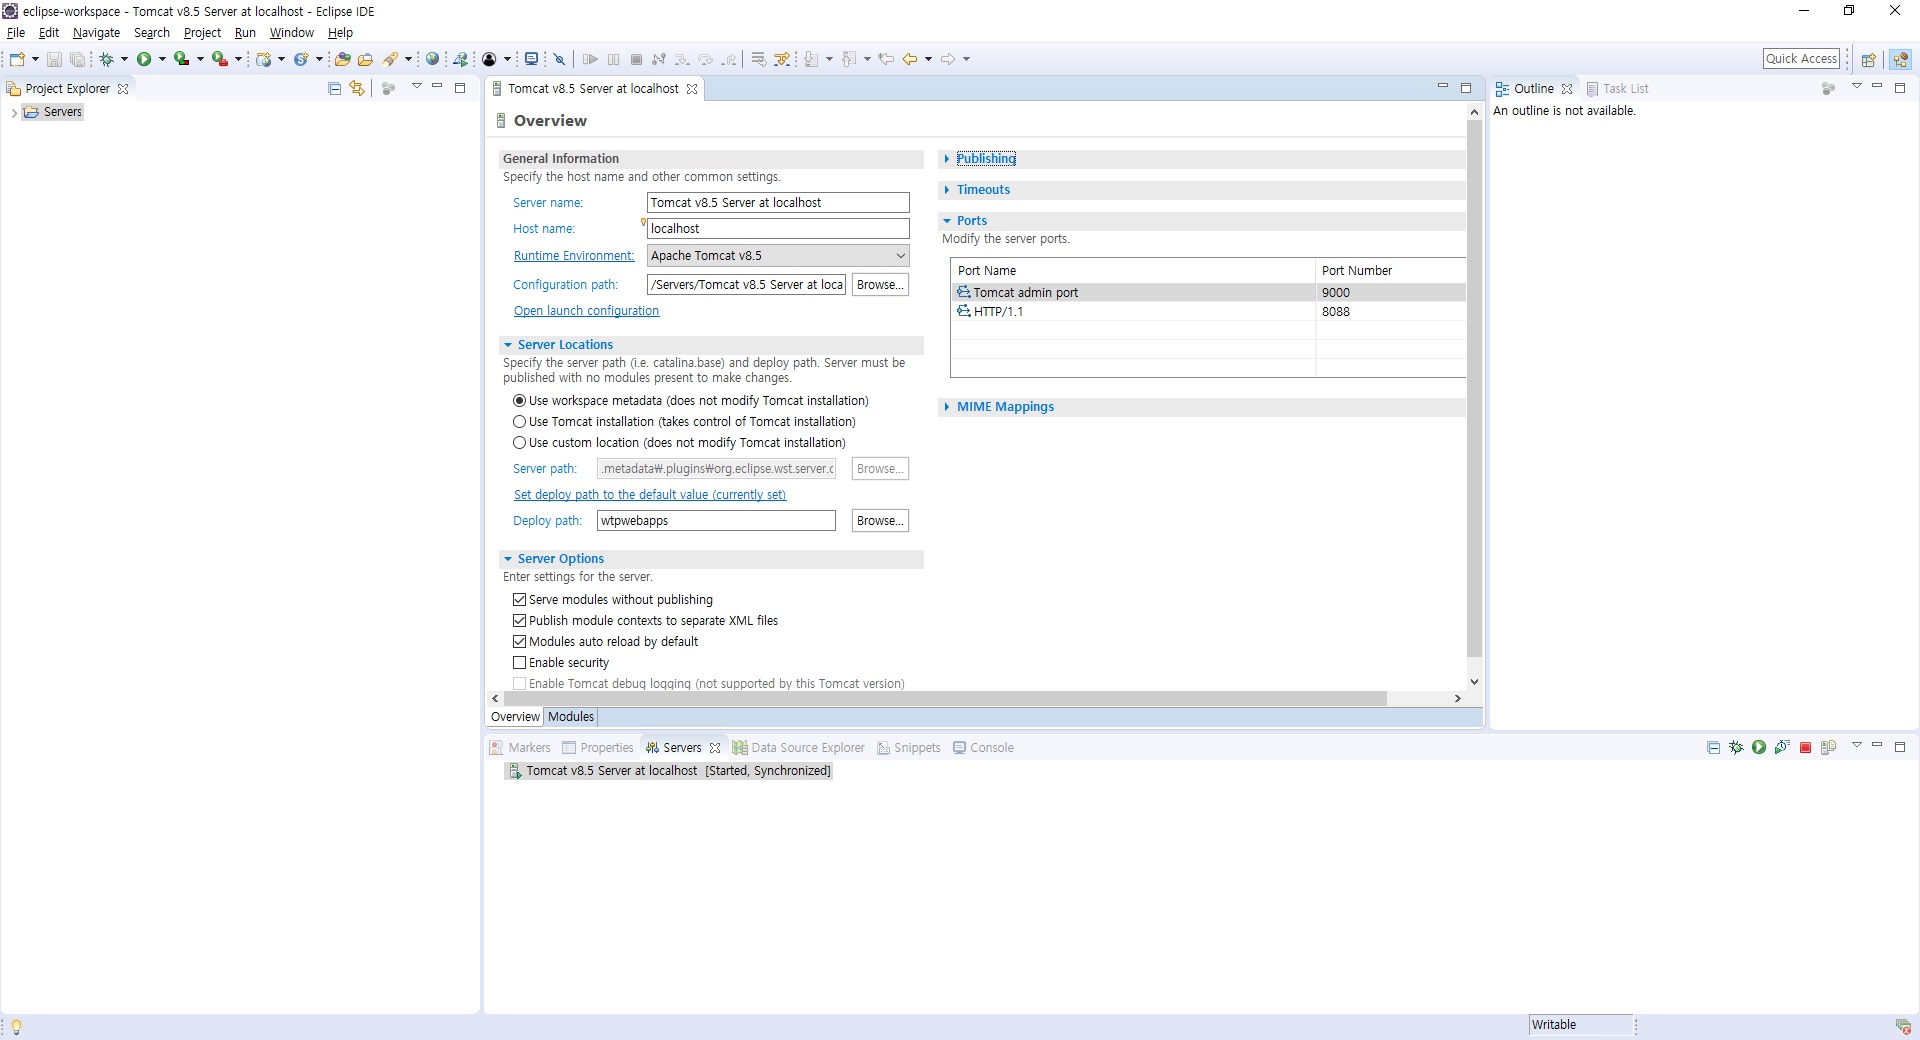 eclipse-workspace - Tomcat v8.5 Server at localhost - Eclipse IDE
File Edit Navigate Search Project Run Window Help
Quick Access
Project Explorer
Servers
Tomcat v8.5 Server at localhost
Overview
General Information
Specify the host name and other common settings.
Server name: Tomcat v8.5 Server at localhost
Host name: localhost
Runtime Environment: Apache Tomcat v8.5
Configuration path: /Servers/Tomcat v8.5 Server at loca Browse...
Open launch configuration
Server Locations
Specify the server path (i.e. catalina.base) and deploy path. Server must be
published with no modules present to make changes.
Use workspace metadata (does not modify Tomcat installation)
Use Tomcat installation (takes control of Tomcat installation)
Use custom location (does not modify Tomcat installation)
Server path: .metadata₩.plugins₩org.eclipse.wst.server.c Browse...
Set deploy path to the default value (currently set)
Deploy path: wtpwebapps Browse...
Server Options
Enter settings for the server.
Serve modules without publishing
Publish module contexts to separate XML files
Modules auto reload by default
Enable security
Enable Tomcat debug logging (not supported by this Tomcat version)
Publishing
Timeouts
Ports
Modify the server ports.
Port Name Port Number
Tomcat admin port 9000
HTTP/1.1 8088
MIME Mappings
Overview Modules
Outline Task List
An outline is not available.
Markers Properties Servers Data Source Explorer Snippets Console
Tomcat v8.5 Server at localhost [Started, Synchronized]
Writable